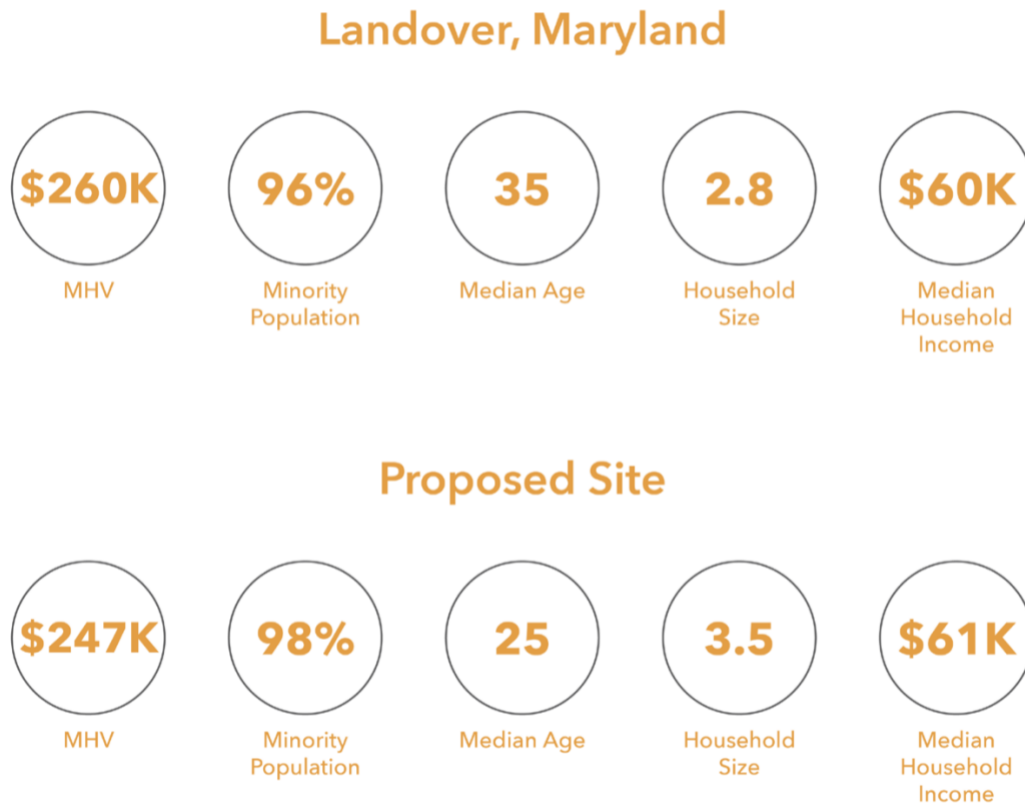 Landover, Maryland
$260K
96%
35
2.8
$60K
MHV
Minority
Population
Median Age
Household
Size
Median
Household
Income
Proposed Site
$247K
98%
25
3.5
$61K
MHV
Minority
Population
Median Age
Household
Size
Median
Household
Income